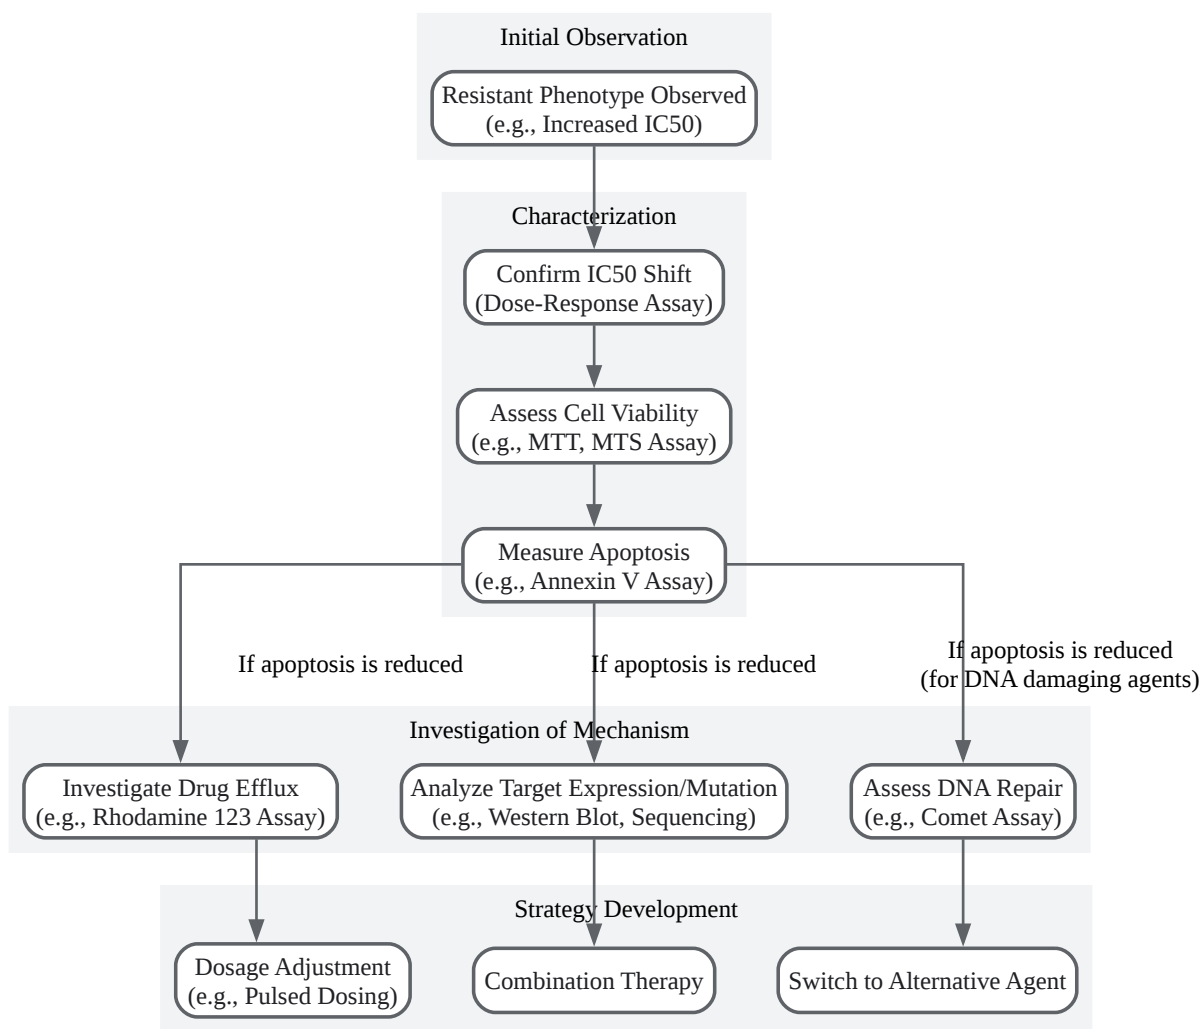 Initial Observation
Resistant Phenotype Observed
(e.g., Increased IC50)
Characterization
Confirm IC50 Shift
(Dose-Response Assay)
Assess Cell Viability
(e.g., MTT, MTS Assay)
Measure Apoptosis
(e.g., Annexin V Assay)
If apoptosis is reduced
If apoptosis is reduced
If apoptosis is reduced
(for DNA damaging agents)
Investigation of Mechanism
Investigate Drug Efflux
(e.g., Rhodamine 123 Assay)
Analyze Target Expression/Mutation
(e.g., Western Blot, Sequencing)
Assess DNA Repair
(e.g., Comet Assay)
Strategy Development
Dosage Adjustment
(e.g., Pulsed Dosing)
Combination Therapy
Switch to Alternative Agent